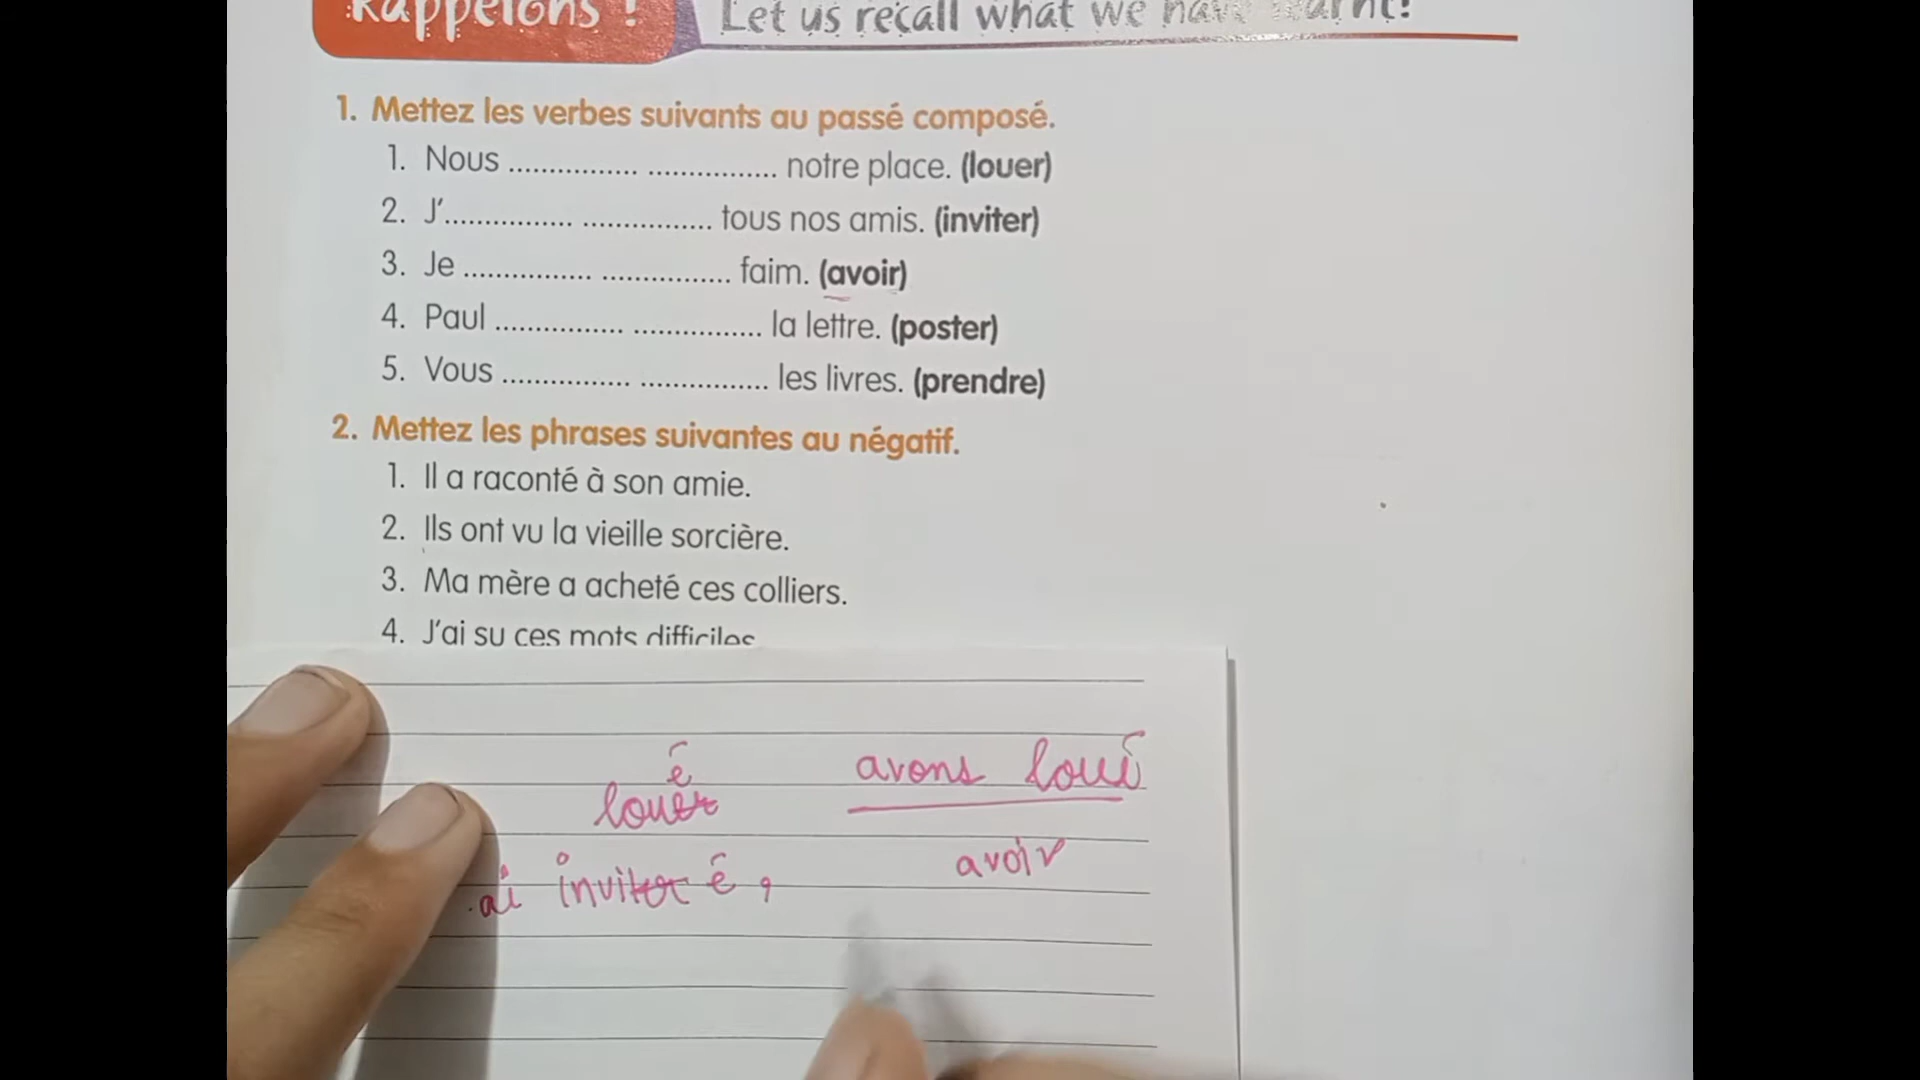 Rappelons ! Let us recall what we have learnt!
1. Mettez les verbes suivants au passé composé.
1. Nous ................ ................ notre place. (louer)
2. J'................ ................ tous nos amis. (inviter)
3. Je ................ ................ faim. (avoir)
4. Paul ................ ................ la lettre. (poster)
5. Vous ................ ................ les livres. (prendre)
2. Mettez les phrases suivantes au négatif.
1. Il a raconté à son amie.
2. Ils ont vu la vieille sorcière.
3. Ma mère a acheté ces colliers.
4. J'ai su ces mots difficiles
é
louer avons loué
avoir
ai inviter é ,